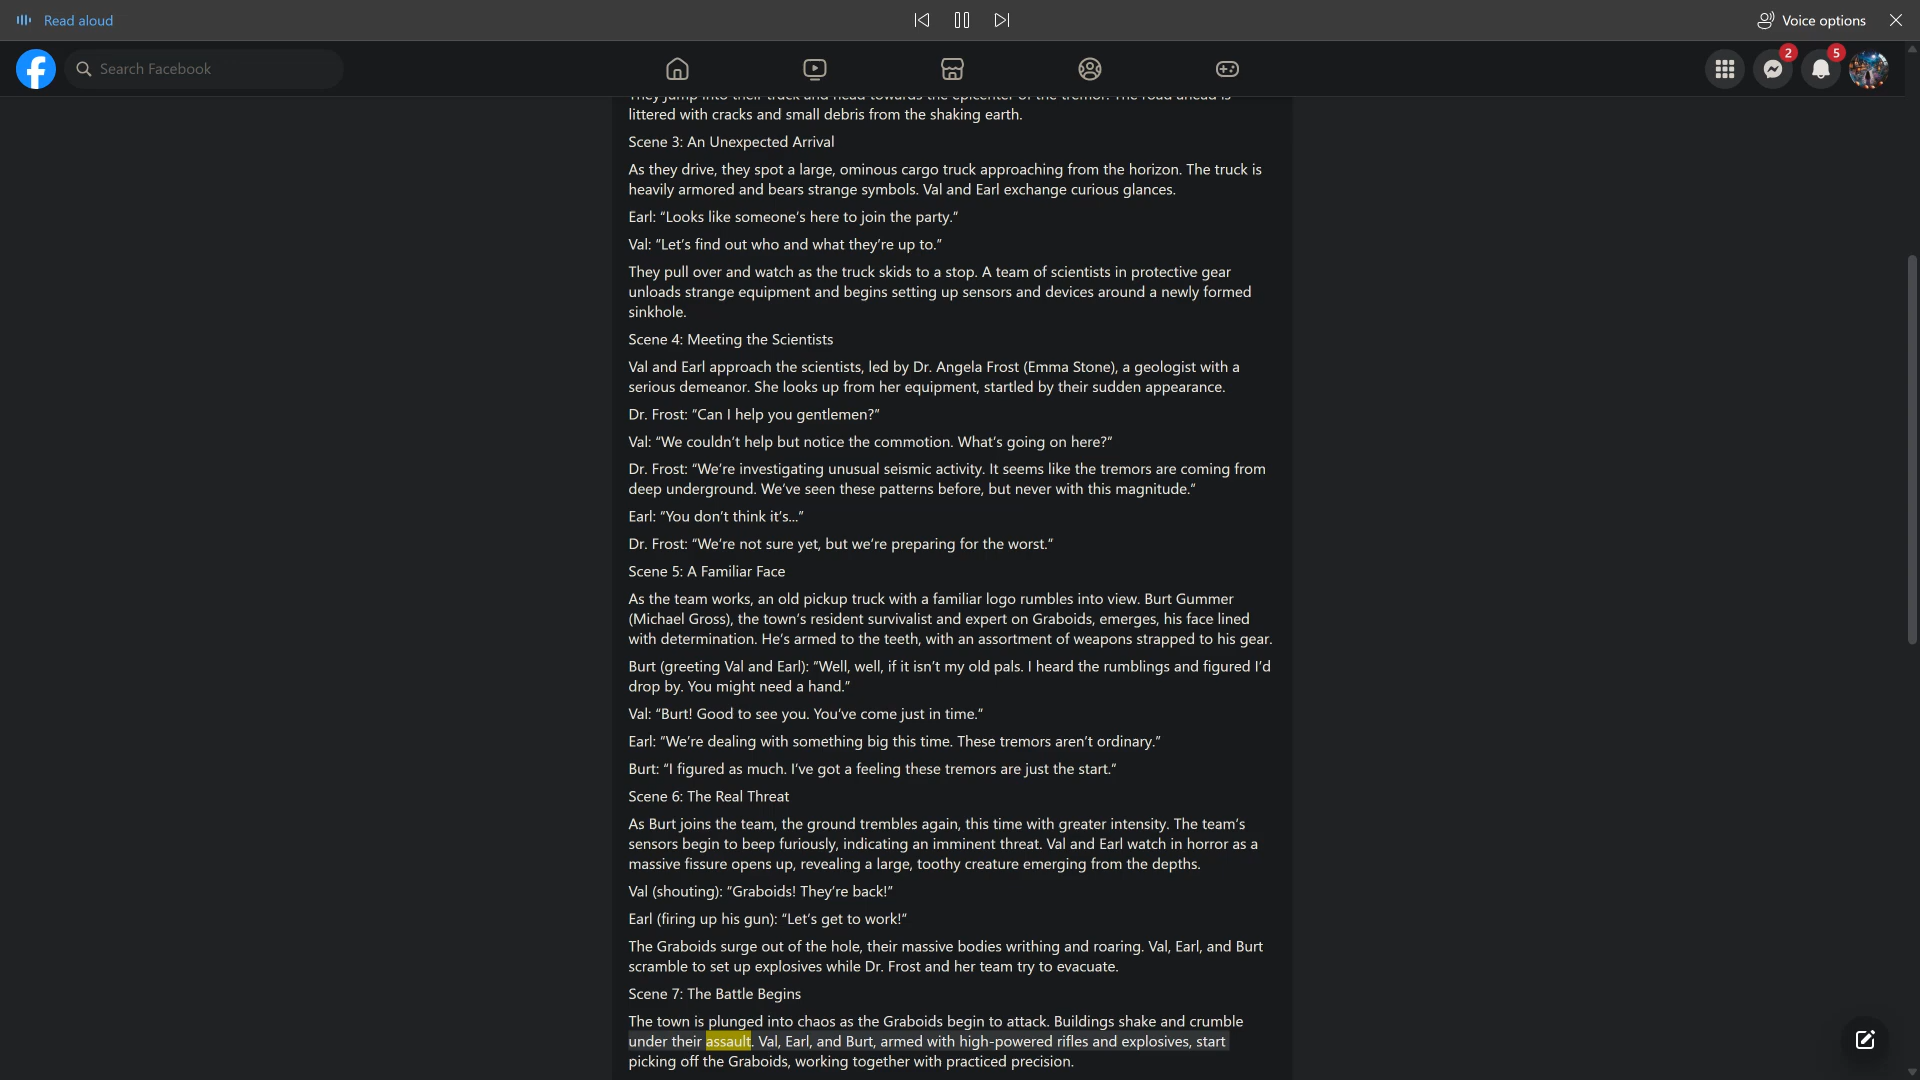 Read aloud
Voice options
Search Facebook
2
5
They jump into their truck and head towards the epicenter of the tremor. The road ahead is
littered with cracks and small debris from the shaking earth.
Scene 3: An Unexpected Arrival
As they drive, they spot a large, ominous cargo truck approaching from the horizon. The truck is
heavily armored and bears strange symbols. Val and Earl exchange curious glances.
Earl: “Looks like someone’s here to join the party.”
Val: “Let’s find out who and what they’re up to.”
They pull over and watch as the truck skids to a stop. A team of scientists in protective gear
unloads strange equipment and begins setting up sensors and devices around a newly formed
sinkhole.
Scene 4: Meeting the Scientists
Val and Earl approach the scientists, led by Dr. Angela Frost (Emma Stone), a geologist with a
serious demeanor. She looks up from her equipment, startled by their sudden appearance.
Dr. Frost: “Can I help you gentlemen?”
Val: “We couldn’t help but notice the commotion. What’s going on here?”
Dr. Frost: “We’re investigating unusual seismic activity. It seems like the tremors are coming from
deep underground. We’ve seen these patterns before, but never with this magnitude.”
Earl: “You don’t think it’s...”
Dr. Frost: “We’re not sure yet, but we’re preparing for the worst.”
Scene 5: A Familiar Face
As the team works, an old pickup truck with a familiar logo rumbles into view. Burt Gummer
(Michael Gross), the town’s resident survivalist and expert on Graboids, emerges, his face lined
with determination. He’s armed to the teeth, with an assortment of weapons strapped to his gear.
Burt (greeting Val and Earl): “Well, well, if it isn’t my old pals. I heard the rumblings and figured I’d
drop by. You might need a hand.”
Val: “Burt! Good to see you. You’ve come just in time.”
Earl: “We’re dealing with something big this time. These tremors aren’t ordinary.”
Burt: “I figured as much. I’ve got a feeling these tremors are just the start.”
Scene 6: The Real Threat
As Burt joins the team, the ground trembles again, this time with greater intensity. The team’s
sensors begin to beep furiously, indicating an imminent threat. Val and Earl watch in horror as a
massive fissure opens up, revealing a large, toothy creature emerging from the depths.
Val (shouting): “Graboids! They’re back!”
Earl (firing up his gun): “Let’s get to work!”
The Graboids surge out of the hole, their massive bodies writhing and roaring. Val, Earl, and Burt
scramble to set up explosives while Dr. Frost and her team try to evacuate.
Scene 7: The Battle Begins
The town is plunged into chaos as the Graboids begin to attack. Buildings shake and crumble
under their assault. Val, Earl, and Burt, armed with high-powered rifles and explosives, start
picking off the Graboids, working together with practiced precision.